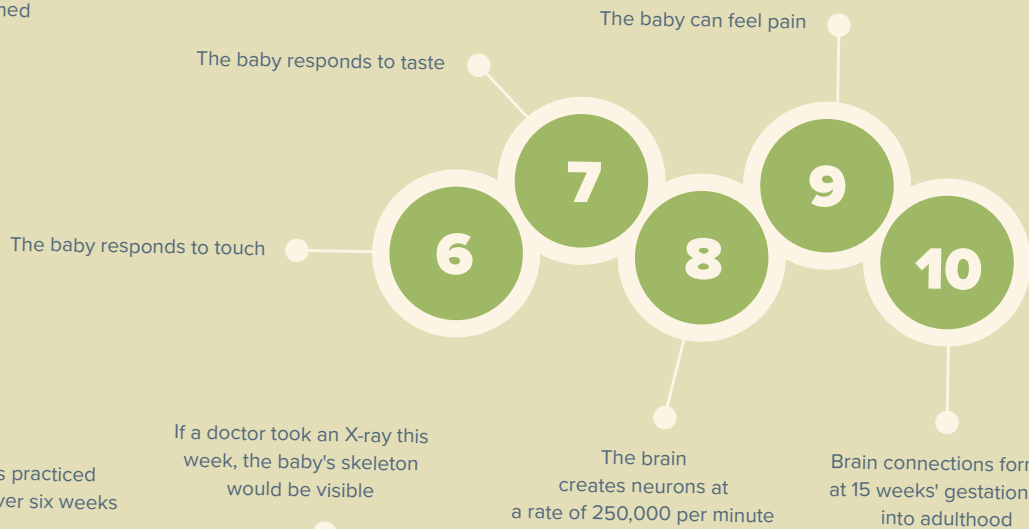 The baby can feel pain
The baby responds to taste
7
9
6
8
10
The baby responds to touch
If a doctor took an X-ray this
week, the baby's skeleton
would be visible
practiced
six weeks
The brain
creates neurons at
a rate of 250,000 per minute
Brain connections
at 15 weeks' gestation
into adulthood